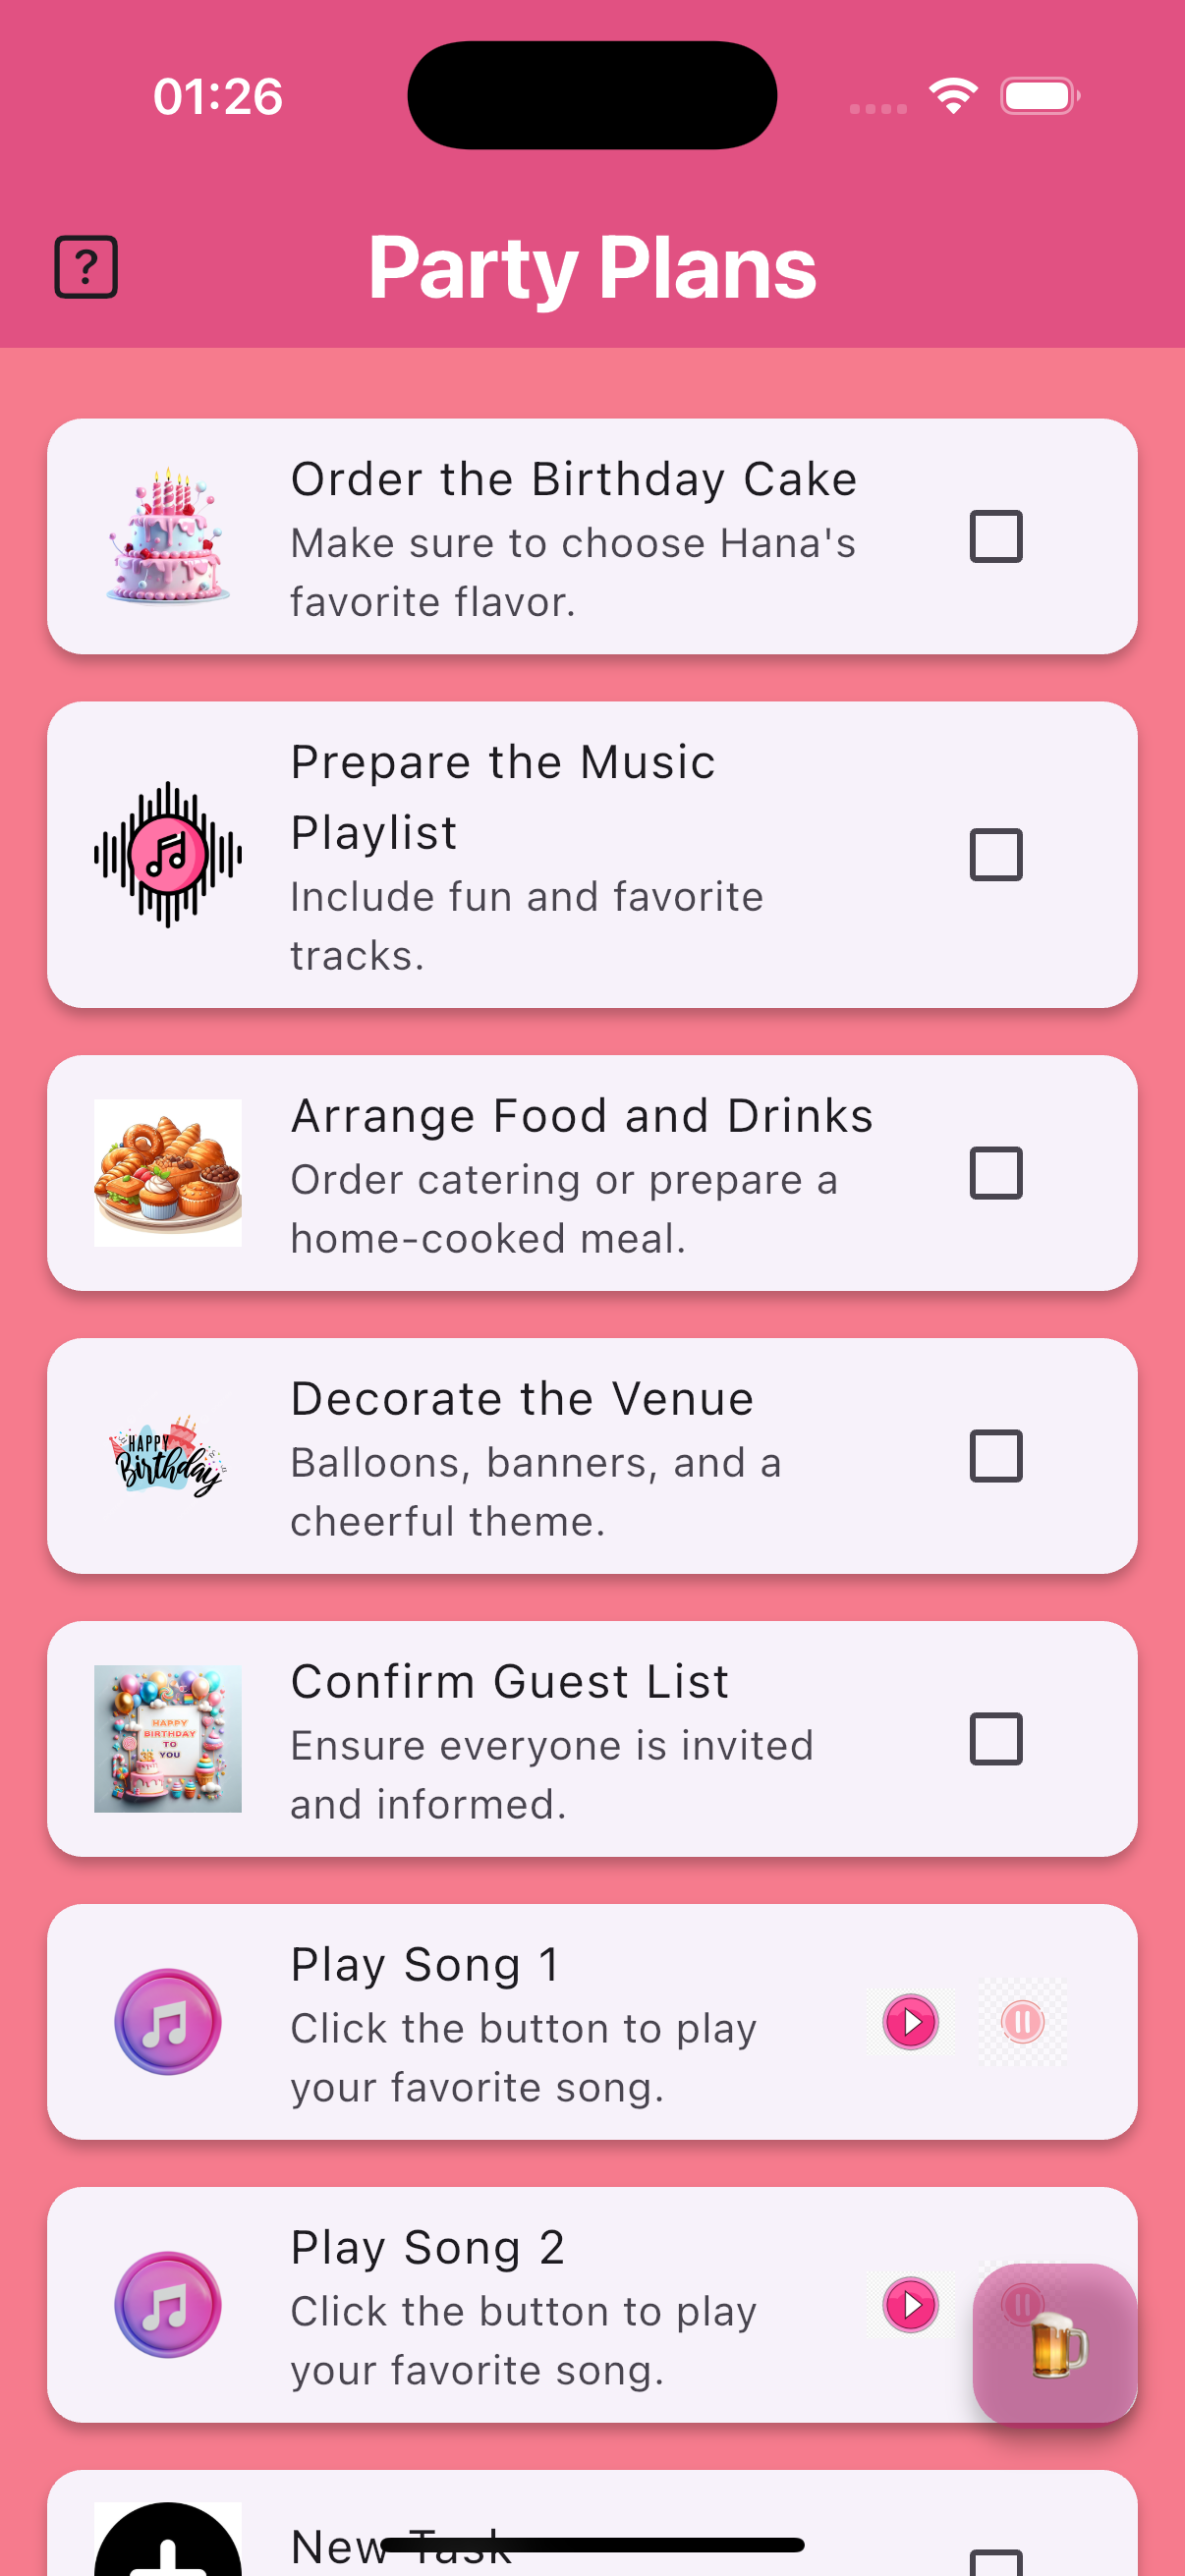 01:26
?
Party Plans
Order the Birthday Cake
Make sure to choose Hana's
favorite flavor.
Prepare the Music
Playlist
Include fun and favorite
tracks.
Arrange Food and Drinks
Order catering or prepare a
home-cooked meal.
HAPPY
Birthday
Decorate the Venue
Balloons, banners, and a
cheerful theme.
HAPPY
BIRTHDAY
TO
YOU
Confirm Guest List
Ensure everyone is invited
and informed.
Play Song 1
Click the button to play
your favorite song.
Play Song 2
Click the button to play
your favorite song.
New Task